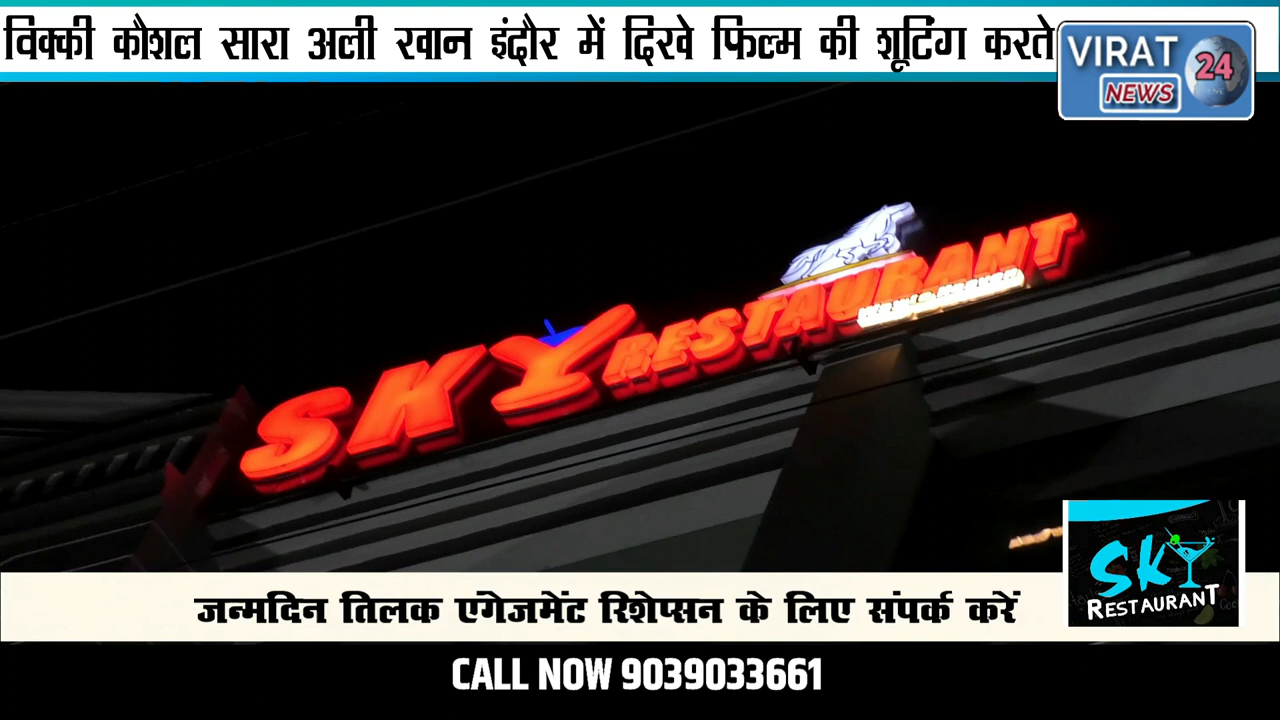 विक्की कौशल सारा अली खान इंदौर में दिखे फिल्म की शूटिंग करते
VIRAT
24
NEWS
LIVE
SKY RESTAURANT
SKY
RESTAURANT
जन्मदिन तिलक एंगेजमेंट रिशेप्सन के लिए संपर्क करें
CALL NOW 9039033661